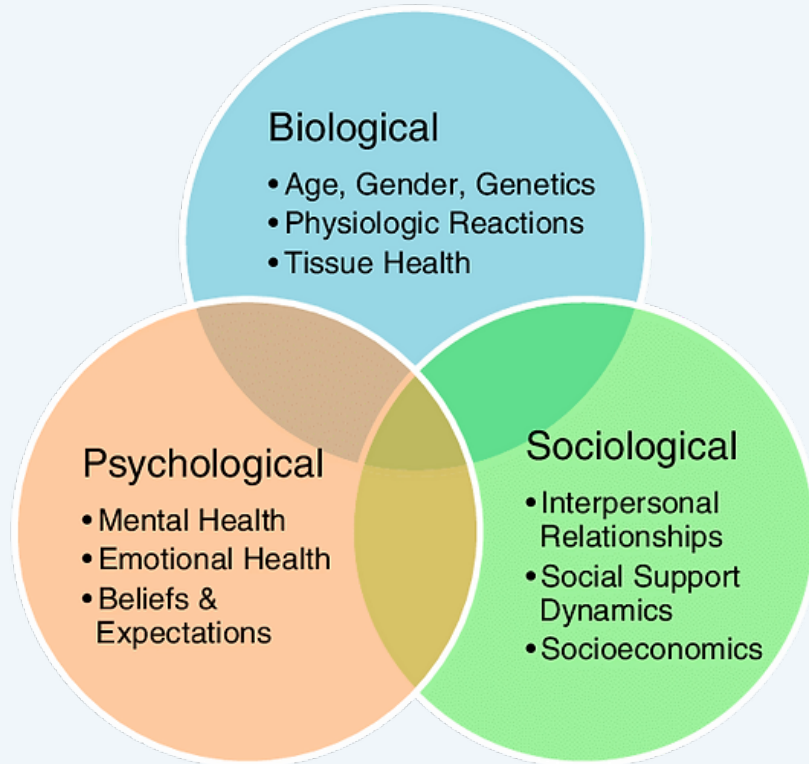 Biological
• Age, Gender, Genetics
• Physiologic Reactions
• Tissue Health
Psychological
• Mental Health
• Emotional Health
• Beliefs &
Expectations
Sociological
• Interpersonal
Relationships
• Social Support
Dynamics
• Socioeconomics